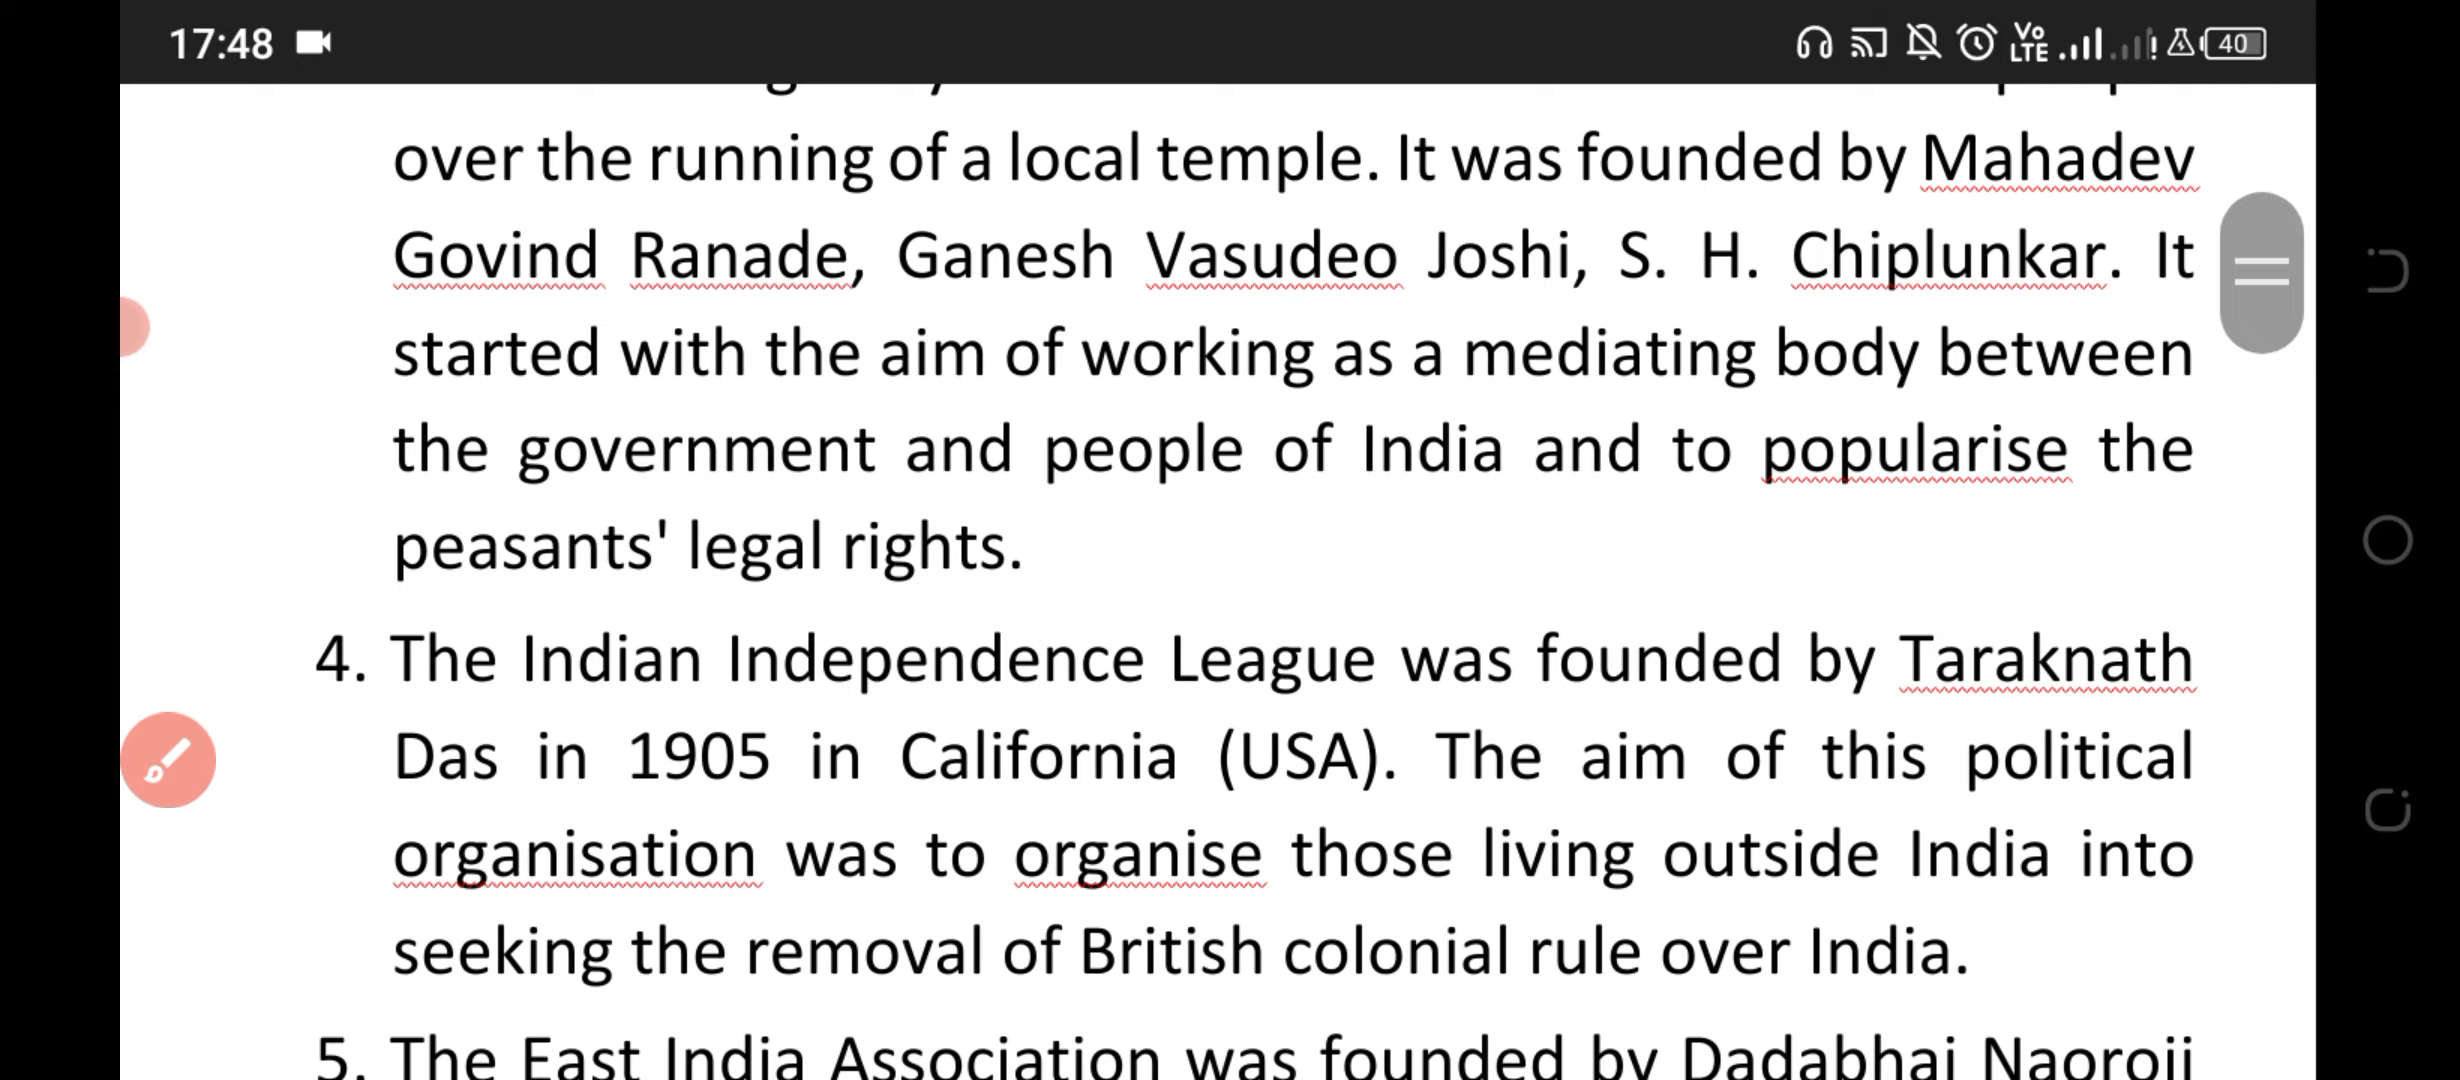 17:48 Vo LTE 40
over the running of a local temple. It was founded by Mahadev
Govind Ranade, Ganesh Vasudeo Joshi, S. H. Chiplunkar. It
started with the aim of working as a mediating body between
the government and people of India and to popularise the
peasants' legal rights.
4. The Indian Independence League was founded by Taraknath
Das in 1905 in California (USA). The aim of this political
organisation was to organise those living outside India into
seeking the removal of British colonial rule over India.
5. The East India Association was founded by Dadabhai Naoroji